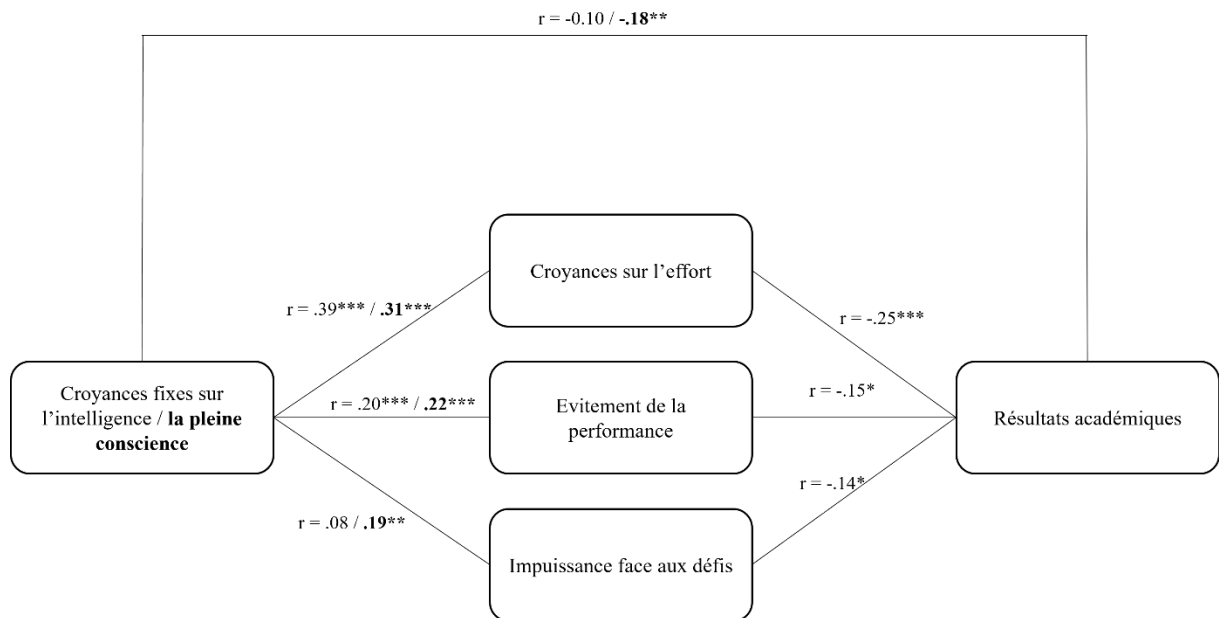 r = -0.10 / -.18**
Croyances sur l’effort
r = .39*** / .31***
r = -.25***
Croyances fixes sur
l’intelligence / la pleine
conscience
r = .20*** / .22***
Evitement de la
performance
r = -.15*
Résultats académiques
r = -.14*
r = .08 / .19**
Impuissance face aux défis